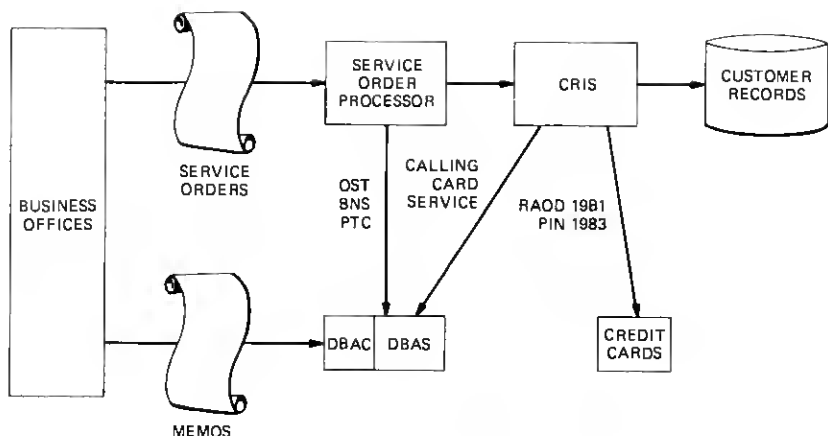 SERVICE
ORDER
PROCESSOR
CRIS
CUSTOMER
RECORDS
SERVICE
ORDERS
BUSINESS
OFFICES
OST
BNS
PTC
CALLING
CARD
SERVICE
RAOD 1981
PIN 1983
DBAC
DBAS
CREDIT
CARDS
MEMOS